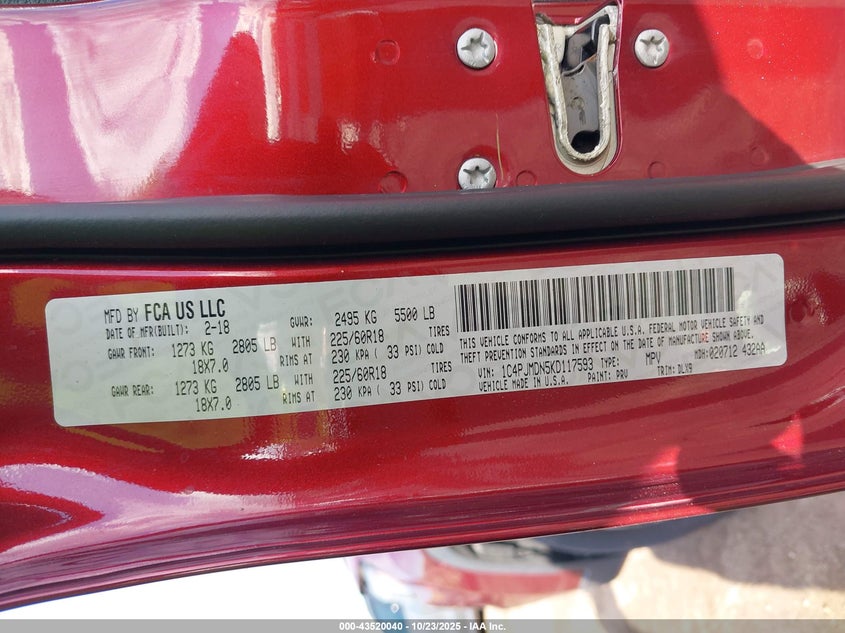 MFD BY FCA US LLC
DATE OF MFR(BUILT): 2-18 GVWR: 2495 KG 5500 LB
GAWR FRONT: 1273 KG 2805 LB WITH 225/60R18 TIRES
18X7.0 RIMS AT 230 KPA ( 33 PSI) COLD
GAWR REAR: 1273 KG 2805 LB WITH 225/60R18 TIRES
18X7.0 RIMS AT 230 KPA ( 33 PSI) COLD
THIS VEHICLE CONFORMS TO ALL APPLICABLE U.S.A. FEDERAL MOTOR VEHICLE SAFETY AND
THEFT PREVENTION STANDARDS IN EFFECT ON THE DATE OF MANUFACTURE SHOWN ABOVE.
VIN: 1C4PJMDN5KD117593 TYPE: MPV MDH: 020712 432AA
VEHICLE MADE IN U.S.A. PAINT: PRV TRIM: DLX9
000-43520040 - 10/23/2025 - IAA Inc.